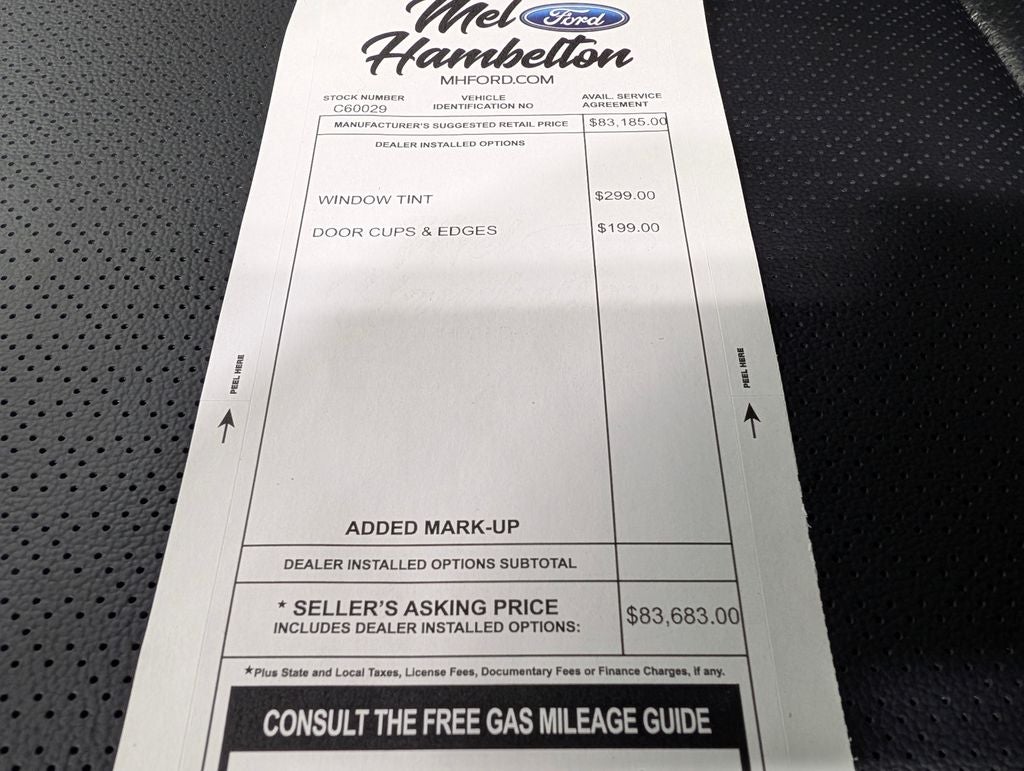 Mel Ford
Hambelton
MHFORD.COM
STOCK NUMBER
C60029
VEHICLE
IDENTIFICATION NO
AVAIL. SERVICE
AGREEMENT
MANUFACTURER'S SUGGESTED RETAIL PRICE $83,185.00
DEALER INSTALLED OPTIONS
WINDOW TINT $299.00
DOOR CUPS & EDGES $199.00
PEEL HERE
PEEL HERE
ADDED MARK-UP
DEALER INSTALLED OPTIONS SUBTOTAL
* SELLER'S ASKING PRICE $83,683.00
INCLUDES DEALER INSTALLED OPTIONS:
*Plus State and Local Taxes, License Fees, Documentary Fees or Finance Charges, if any.
CONSULT THE FREE GAS MILEAGE GUIDE